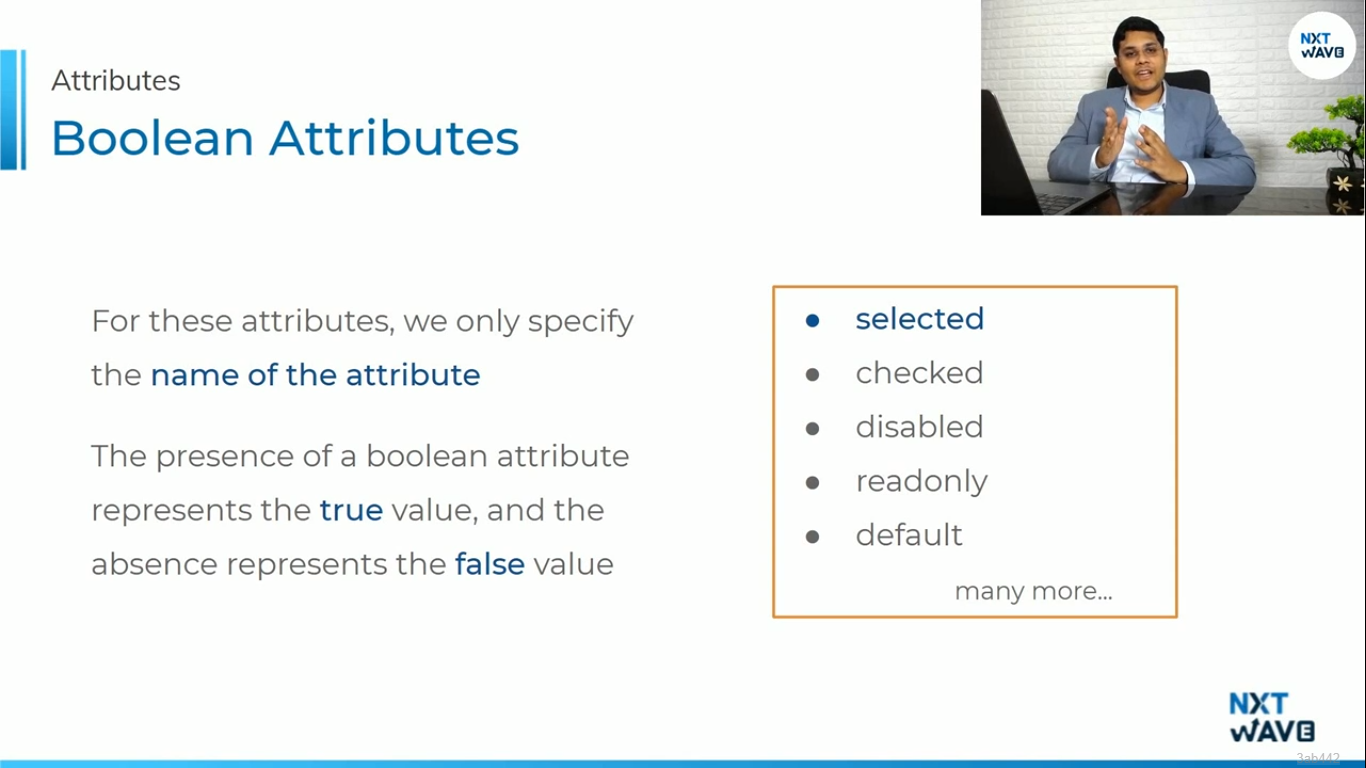 Attributes
Boolean Attributes
NXT
WAVE
For these attributes, we only specify
the name of the attribute
The presence of a boolean attribute
represents the true value, and the
absence represents the false value
● selected
● checked
● disabled
● readonly
● default
many more...
NXT
WAVE
3ab442